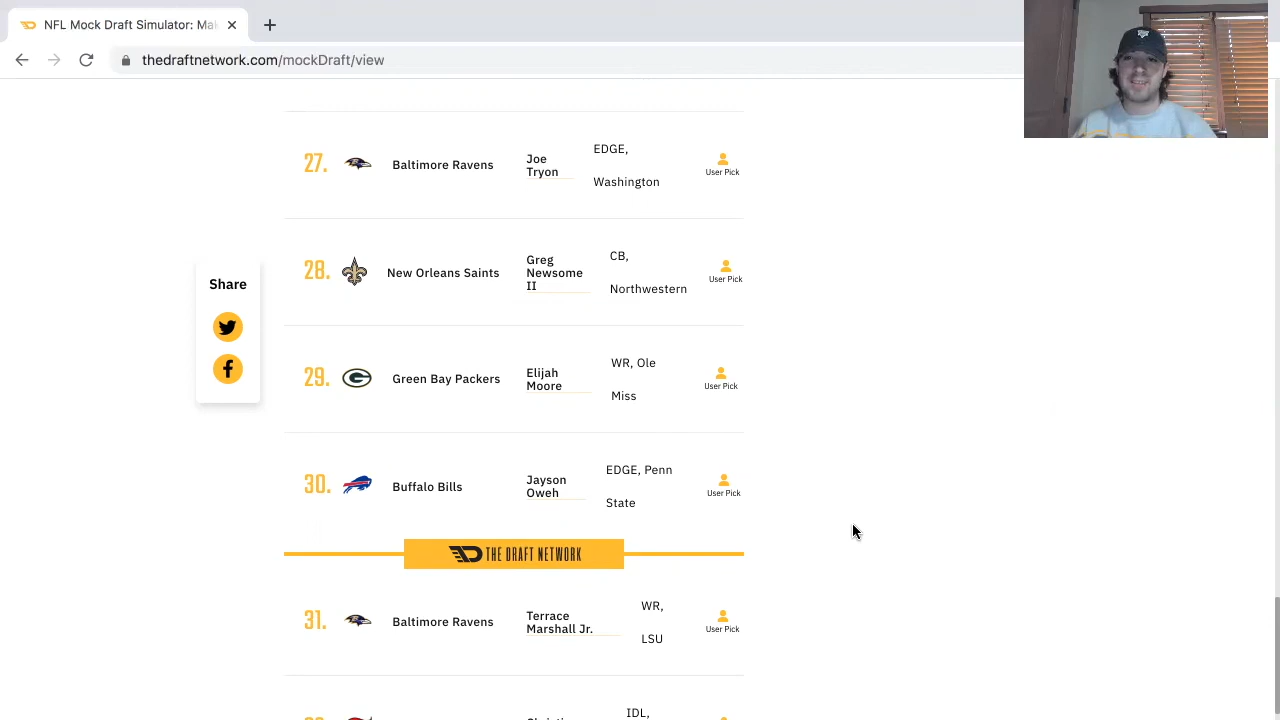 NFL Mock Draft Simulator: Mak
thedraftnetwork.com/mockDraft/view
27. Baltimore Ravens Joe Tryon EDGE, Washington User Pick
28. New Orleans Saints Greg Newsome II CB, Northwestern User Pick
Share
29. Green Bay Packers Elijah Moore WR, Ole Miss User Pick
30. Buffalo Bills Jayson Oweh EDGE, Penn State User Pick
THE DRAFT NETWORK
31. Baltimore Ravens Terrace Marshall Jr. WR, LSU User Pick
IDL,